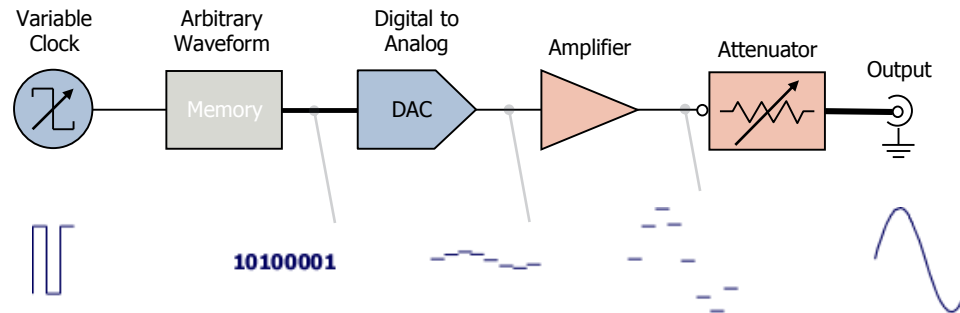 Variable
Clock
Arbitrary
Waveform
Digital to
Analog
Amplifier
Attenuator
Output
Memory
DAC
10100001